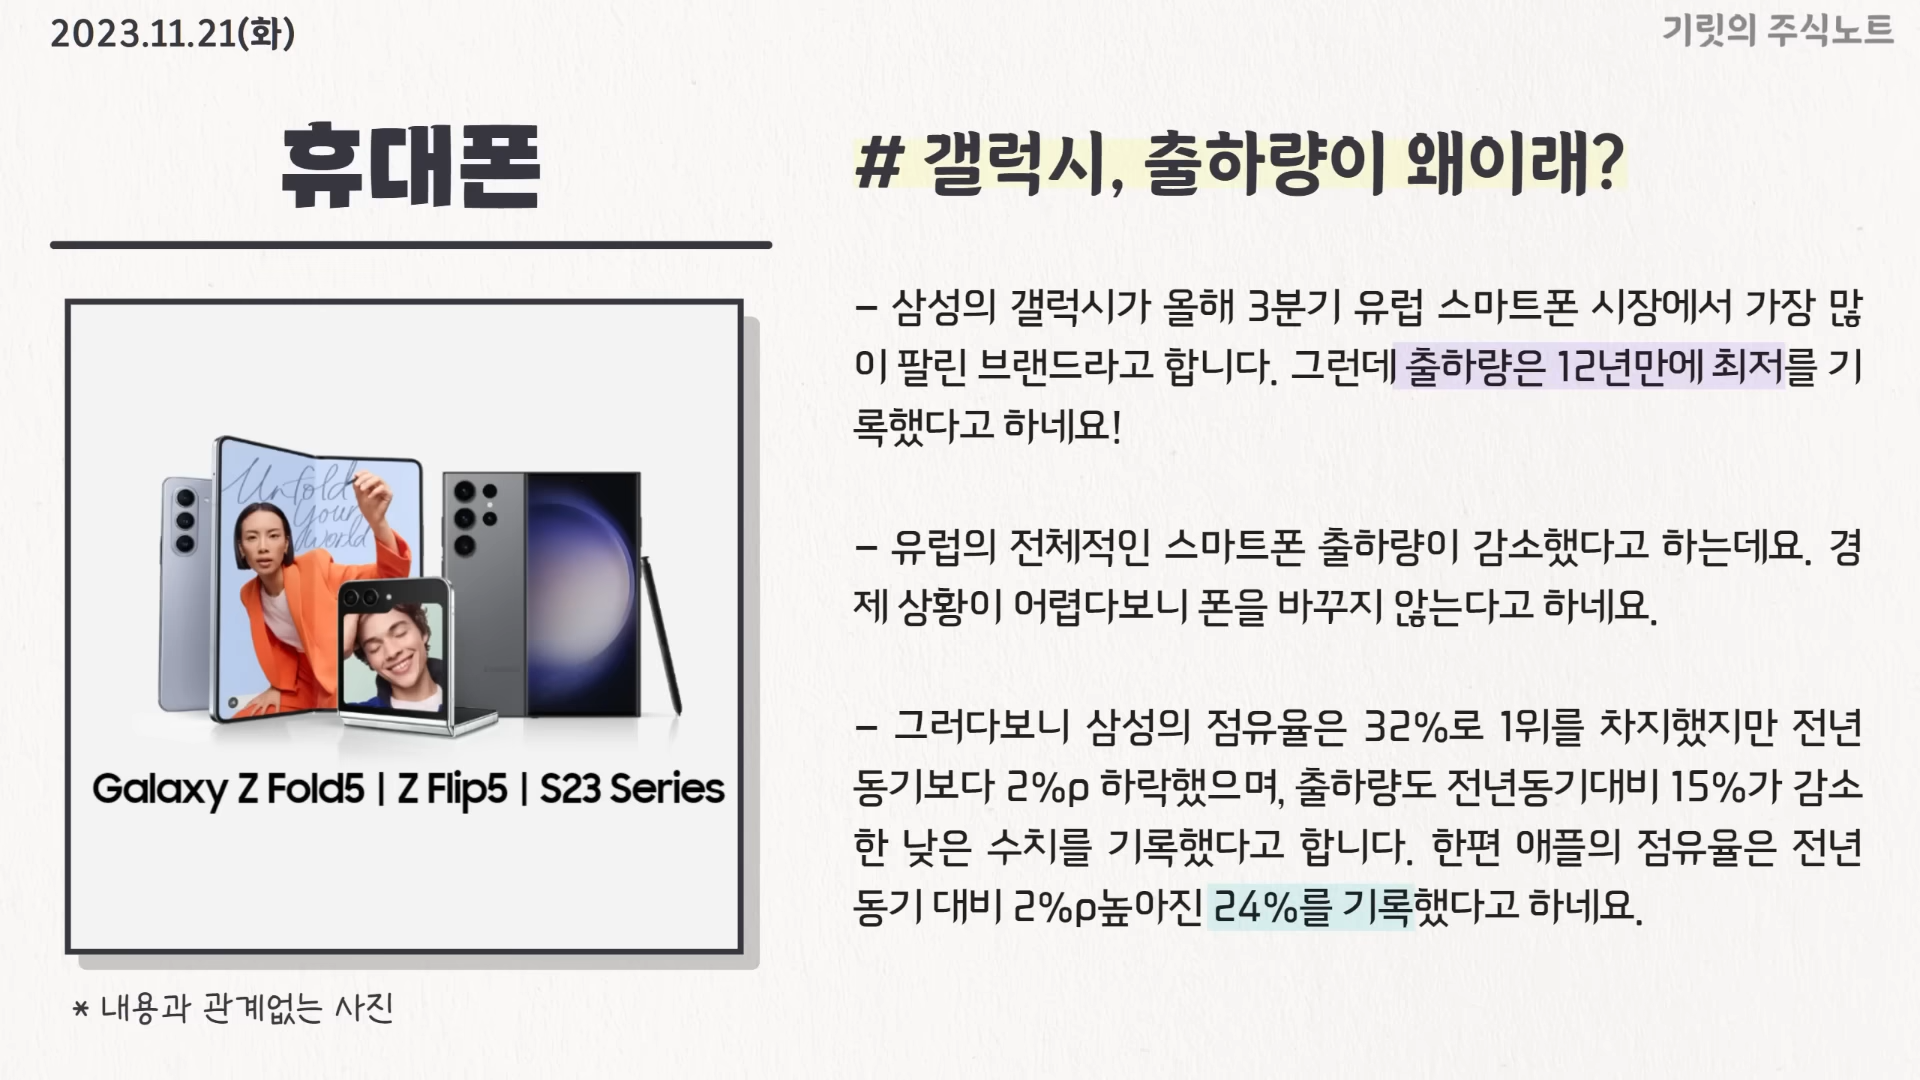 2023.11.21(화)
기릿의 주식노트
휴대폰
# 갤럭시, 출하량이 왜이래?
Unfold
Your
World
Galaxy Z Fold5 | Z Flip5 | S23 Series
* 내용과 관계없는 사진
- 삼성의 갤럭시가 올해 3분기 유럽 스마트폰 시장에서 가장 많
이 팔린 브랜드라고 합니다. 그런데 출하량은 12년만에 최저를 기
록했다고 하네요!
- 유럽의 전체적인 스마트폰 출하량이 감소했다고 하는데요. 경
제 상황이 어렵다보니 폰을 바꾸지 않는다고 하네요.
- 그러다보니 삼성의 점유율은 32%로 1위를 차지했지만 전년
동기보다 2%p 하락했으며, 출하량도 전년동기대비 15%가 감소
한 낮은 수치를 기록했다고 합니다. 한편 애플의 점유율은 전년
동기 대비 2%p높아진 24%를 기록했다고 하네요.